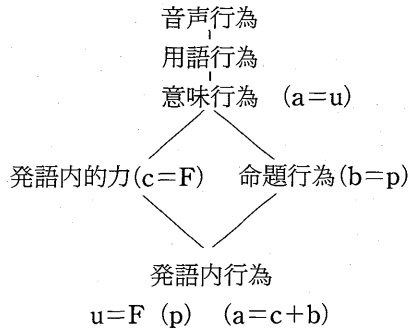 音声行為
用語行為
意味行為 (a=u)
発語内的力(c=F) 命題行為(b=p)
発語内行為
u=F (p) (a=c+b)